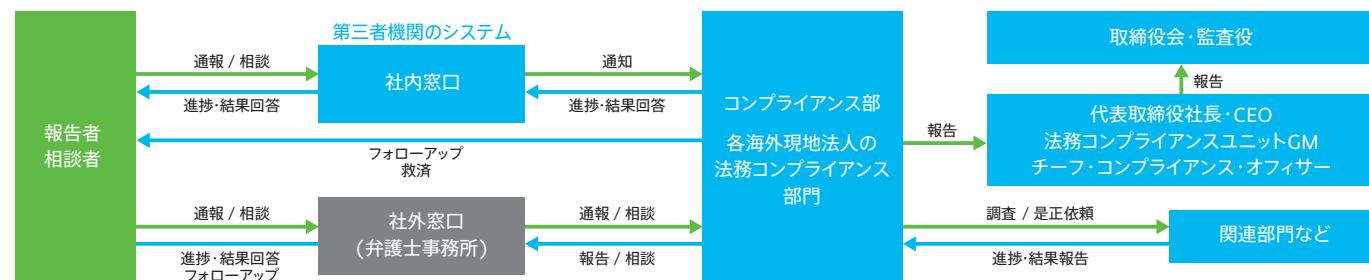 第三者機関のシステム
取締役会・監査役
通報 / 相談
社内窓口
通知
進捗・結果回答
進捗・結果回答
報告
報告者
相談者
コンプライアンス部
各海外現地法人の
法務コンプライアンス
部門
報告
代表取締役社長・CEO
法務コンプライアンスユニットGM
チーフ・コンプライアンス・オフィサー
フォローアップ
救済
通報 / 相談
社外窓口
(弁護士事務所)
通報 / 相談
調査 / 是正依頼
関連部門など
進捗・結果回答
フォローアップ
報告 / 相談
進捗・結果報告